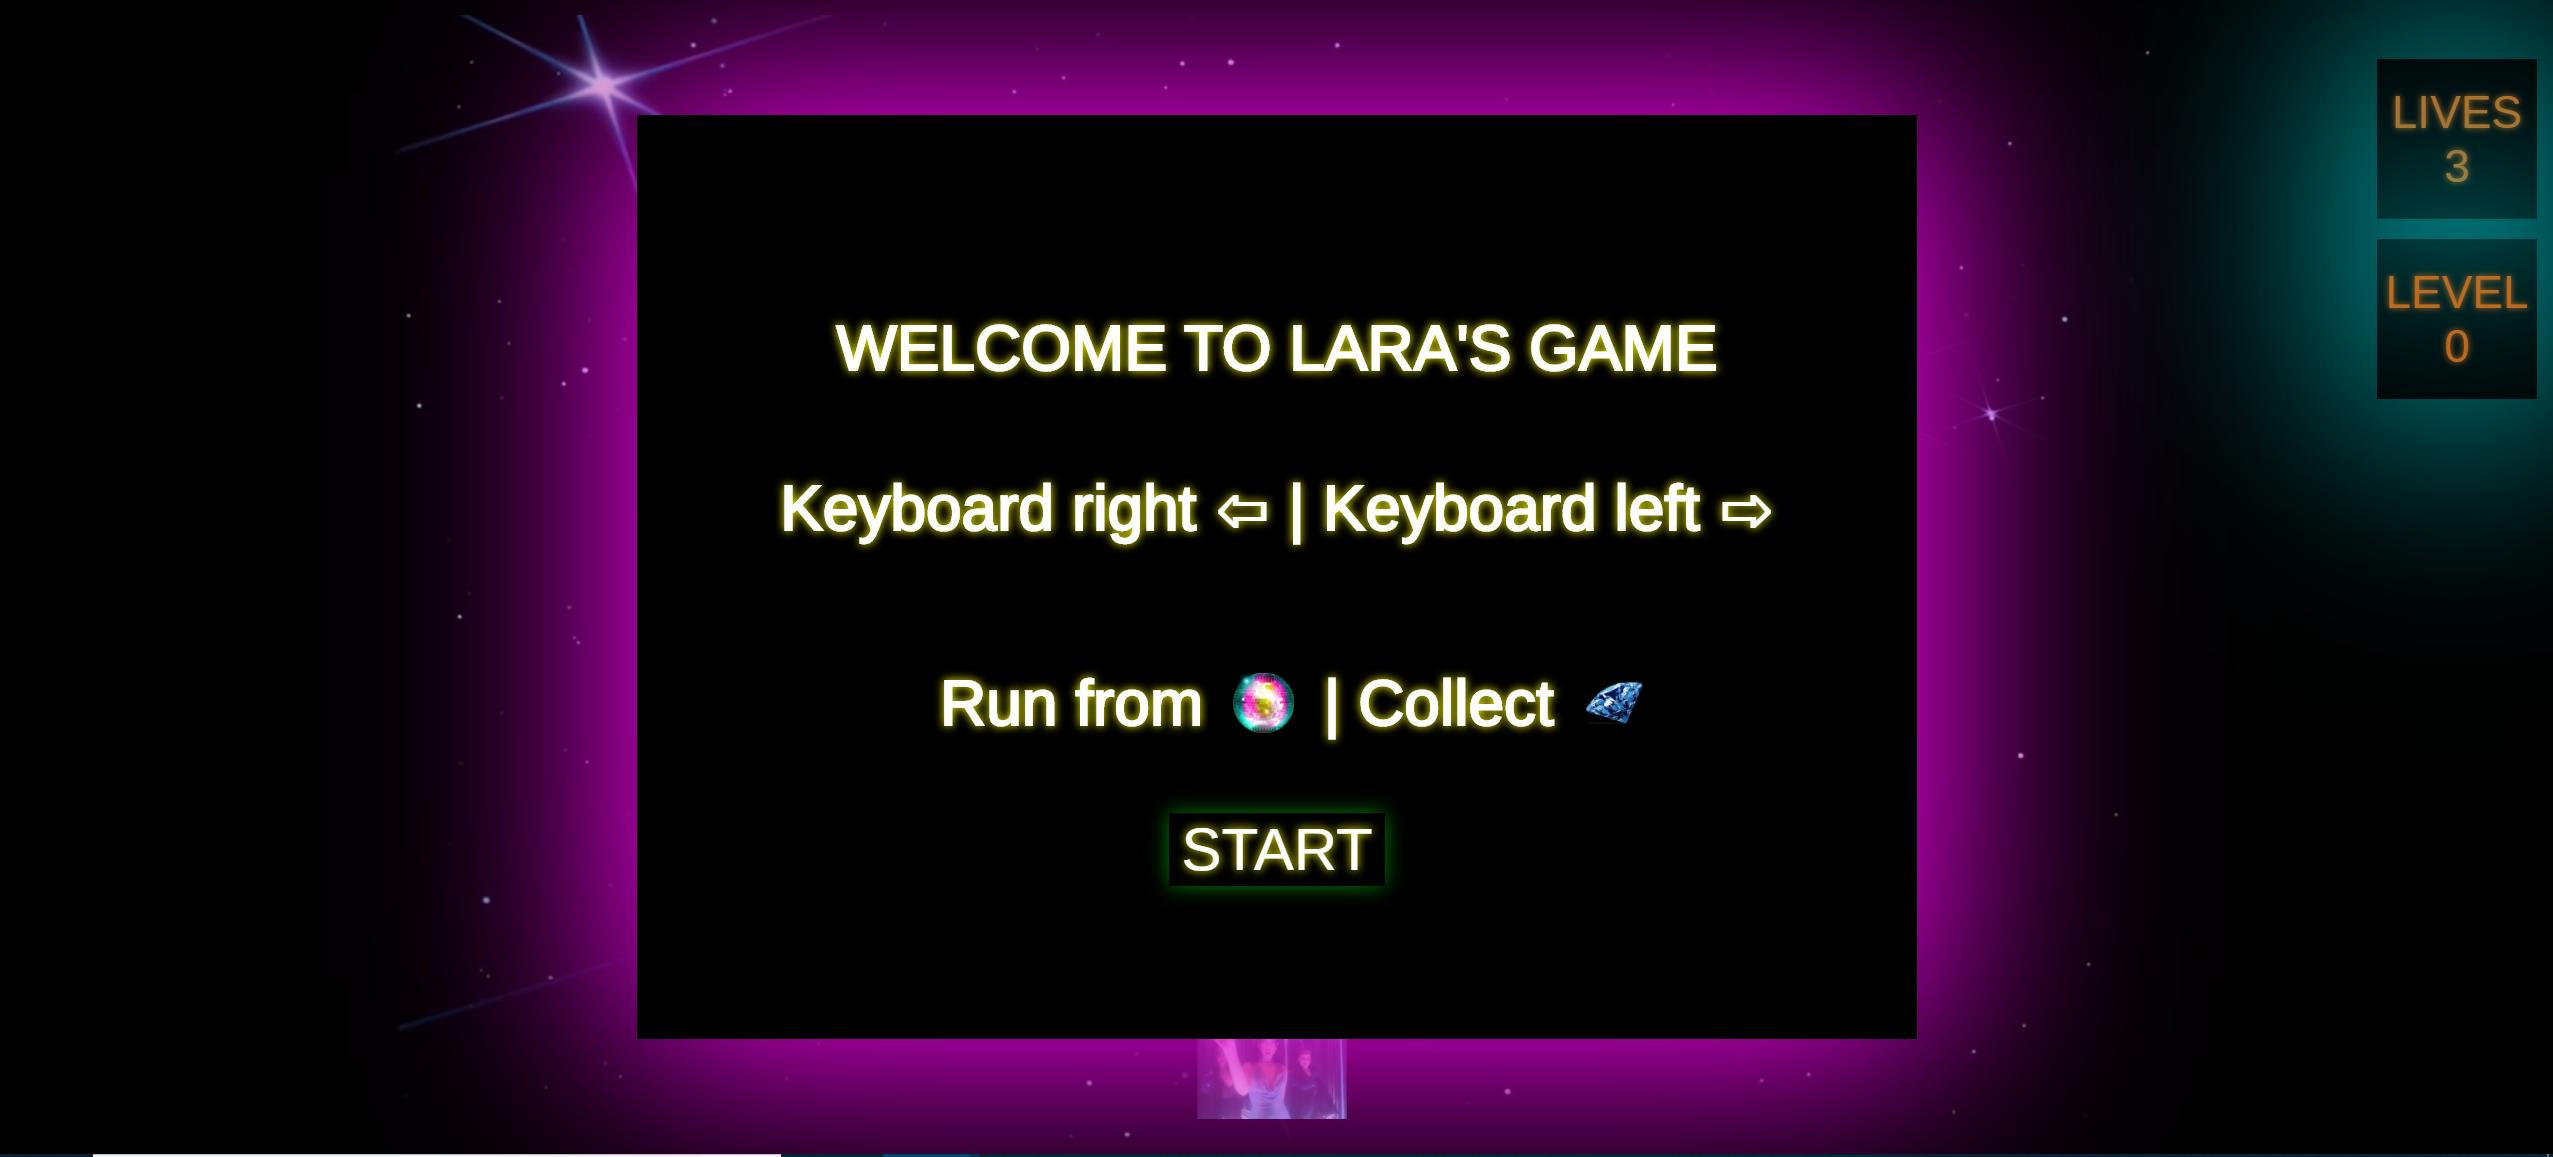 WELCOME TO LARA'S GAME
Keyboard right ⇦ | Keyboard left ⇨
Run from | Collect
START
LIVES
3
LEVEL
0